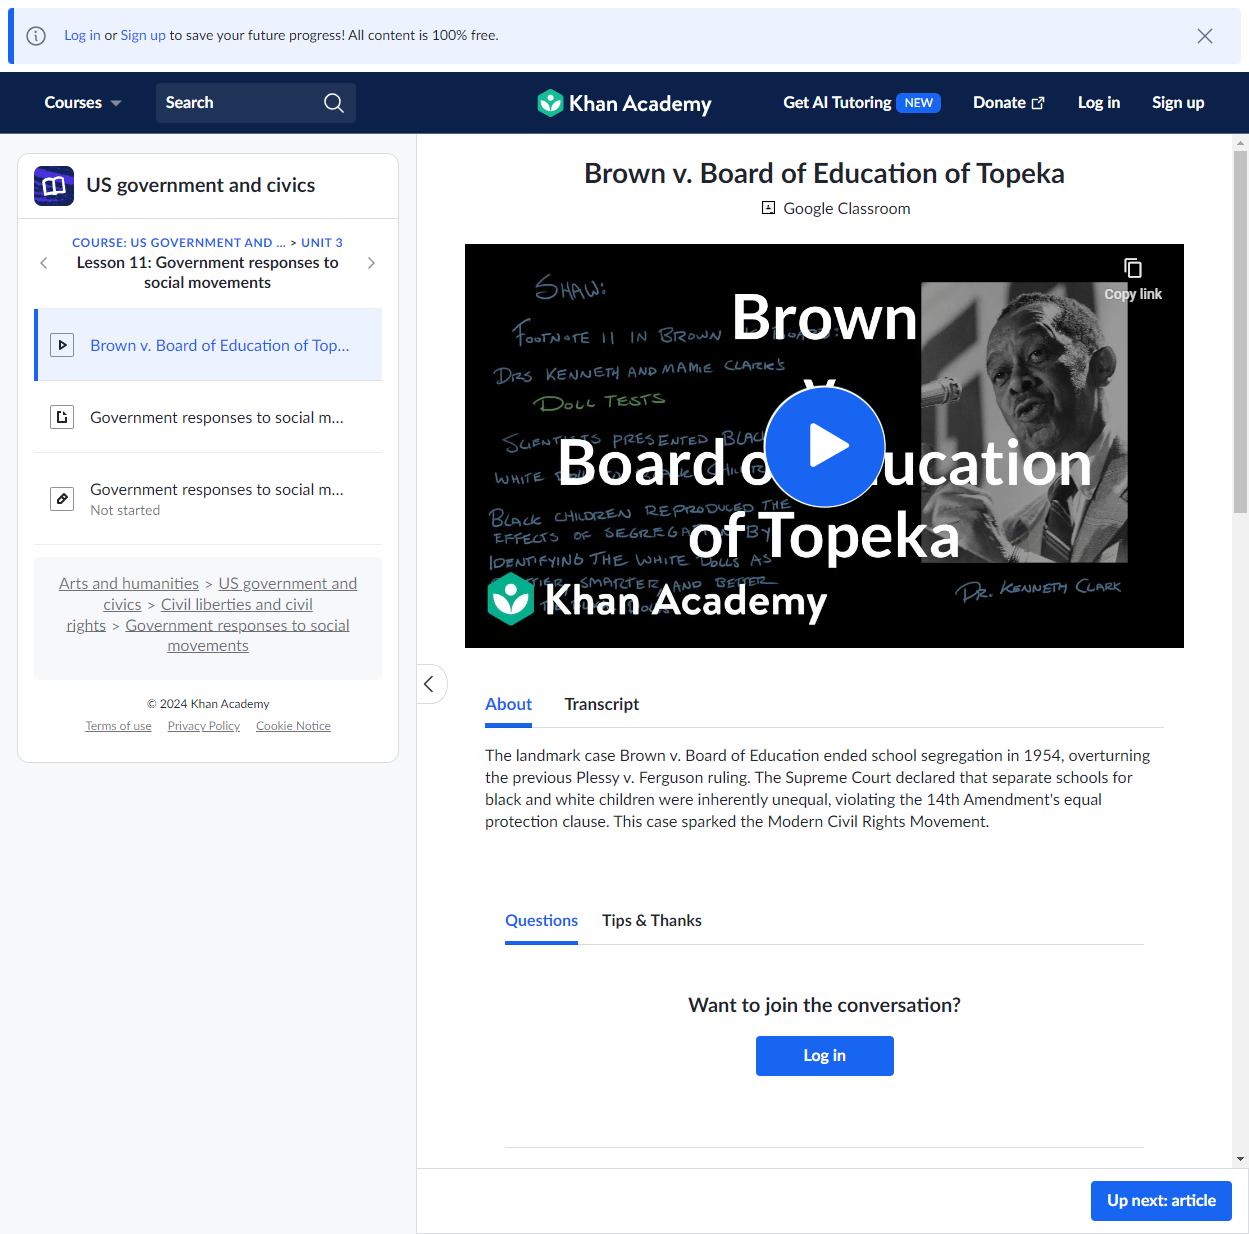 Log in or Sign up to save your future progress! All content is 100% free.
Courses
Search
Khan Academy
Get AI Tutoring NEW
Donate
Log in
Sign up
US government and civics
COURSE: US GOVERNMENT AND ... > UNIT 3
Lesson 11: Government responses to
social movements
Brown v. Board of Education of Top...
Government responses to social m...
Government responses to social m...
Not started
Arts and humanities > US government and
civics > Civil liberties and civil
rights > Government responses to social
movements
© 2024 Khan Academy
Terms of use Privacy Policy Cookie Notice
Brown v. Board of Education of Topeka
Google Classroom
Copy link
Brown
v
Board o ucation
of Topeka
Khan Academy
SHAW:
FOOTNOTE 11 IN BROWN :
DRS KENNETH AND MAMIE CLARK'S
DOLL TESTS
SCIENTISTS PRESENTED BLAC
WHITE
BLACK CHILDREN REPRODUCED THE
EFFECTS OF SEGREGATION BY
IDENTIFYING THE WHITE DOLLS AS
SMARTER AND BETTER
DR. KENNETH CLARK
About
Transcript
The landmark case Brown v. Board of Education ended school segregation in 1954, overturning
the previous Plessy v. Ferguson ruling. The Supreme Court declared that separate schools for
black and white children were inherently unequal, violating the 14th Amendment's equal
protection clause. This case sparked the Modern Civil Rights Movement.
Questions
Tips & Thanks
Want to join the conversation?
Log in
Up next: article